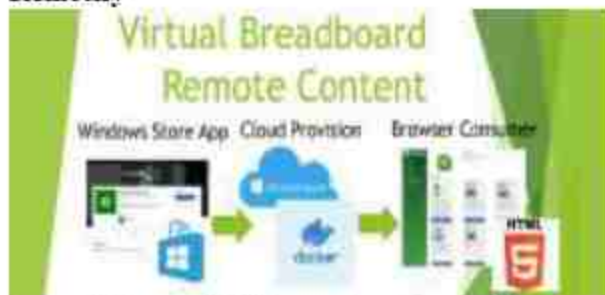 Virtual Breadboard
Remote Content
Windows Store App Cloud Provision Browser Consumer
docker
HTML
5